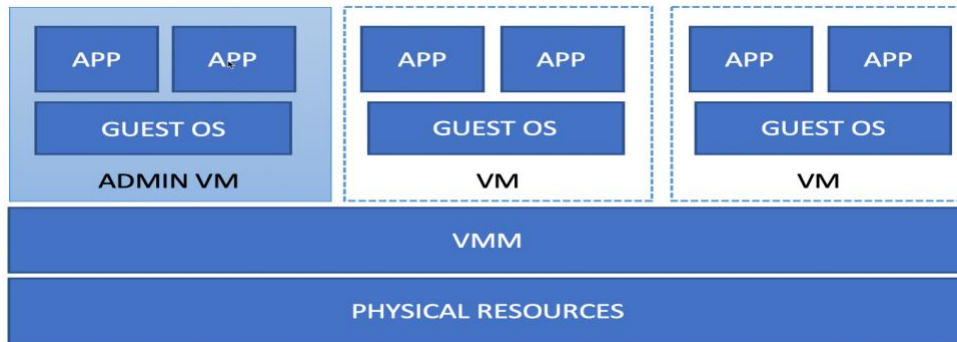 APP APP APP APP APP APP
GUEST OS GUEST OS GUEST OS
ADMIN VM VM VM
VMM
PHYSICAL RESOURCES